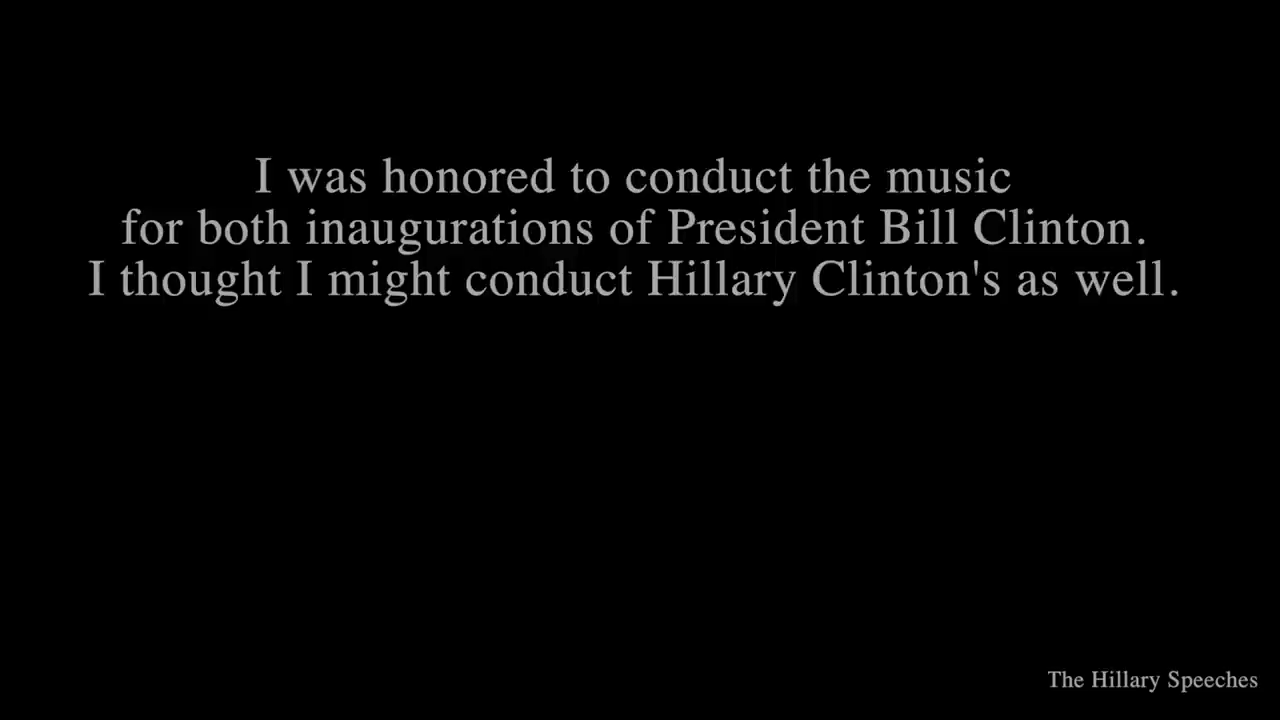 I was honored to conduct the music
for both inaugurations of President Bill Clinton.
I thought I might conduct Hillary Clinton's as well.
The Hillary Speeches